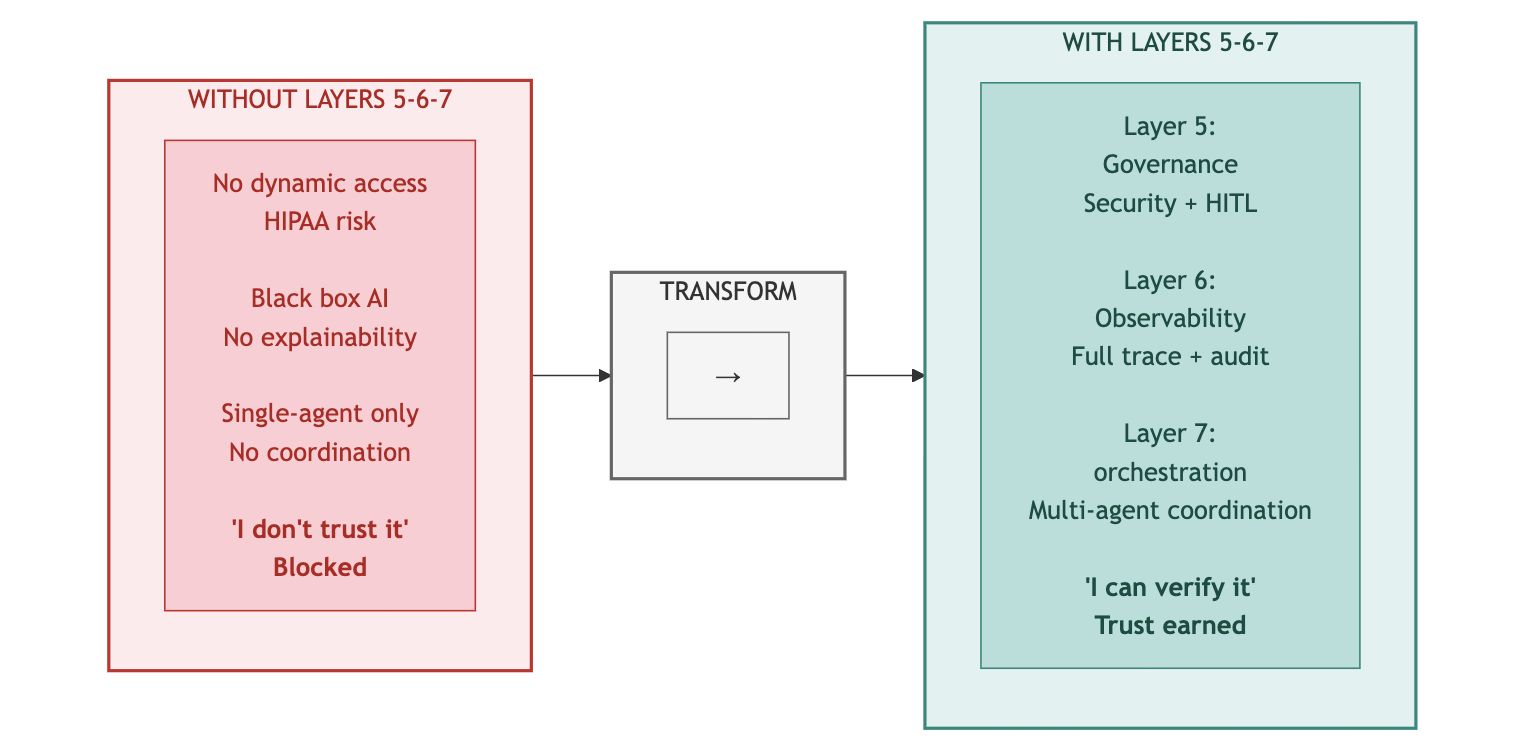 WITHOUT LAYERS 5-6-7
No dynamic access
HIPAA risk
Black box AI
No explainability
Single-agent only
No coordination
'I don't trust it'
Blocked
TRANSFORM
→
WITH LAYERS 5-6-7
Layer 5:
Governance
Security + HITL
Layer 6:
Observability
Full trace + audit
Layer 7:
orchestration
Multi-agent coordination
'I can verify it'
Trust earned